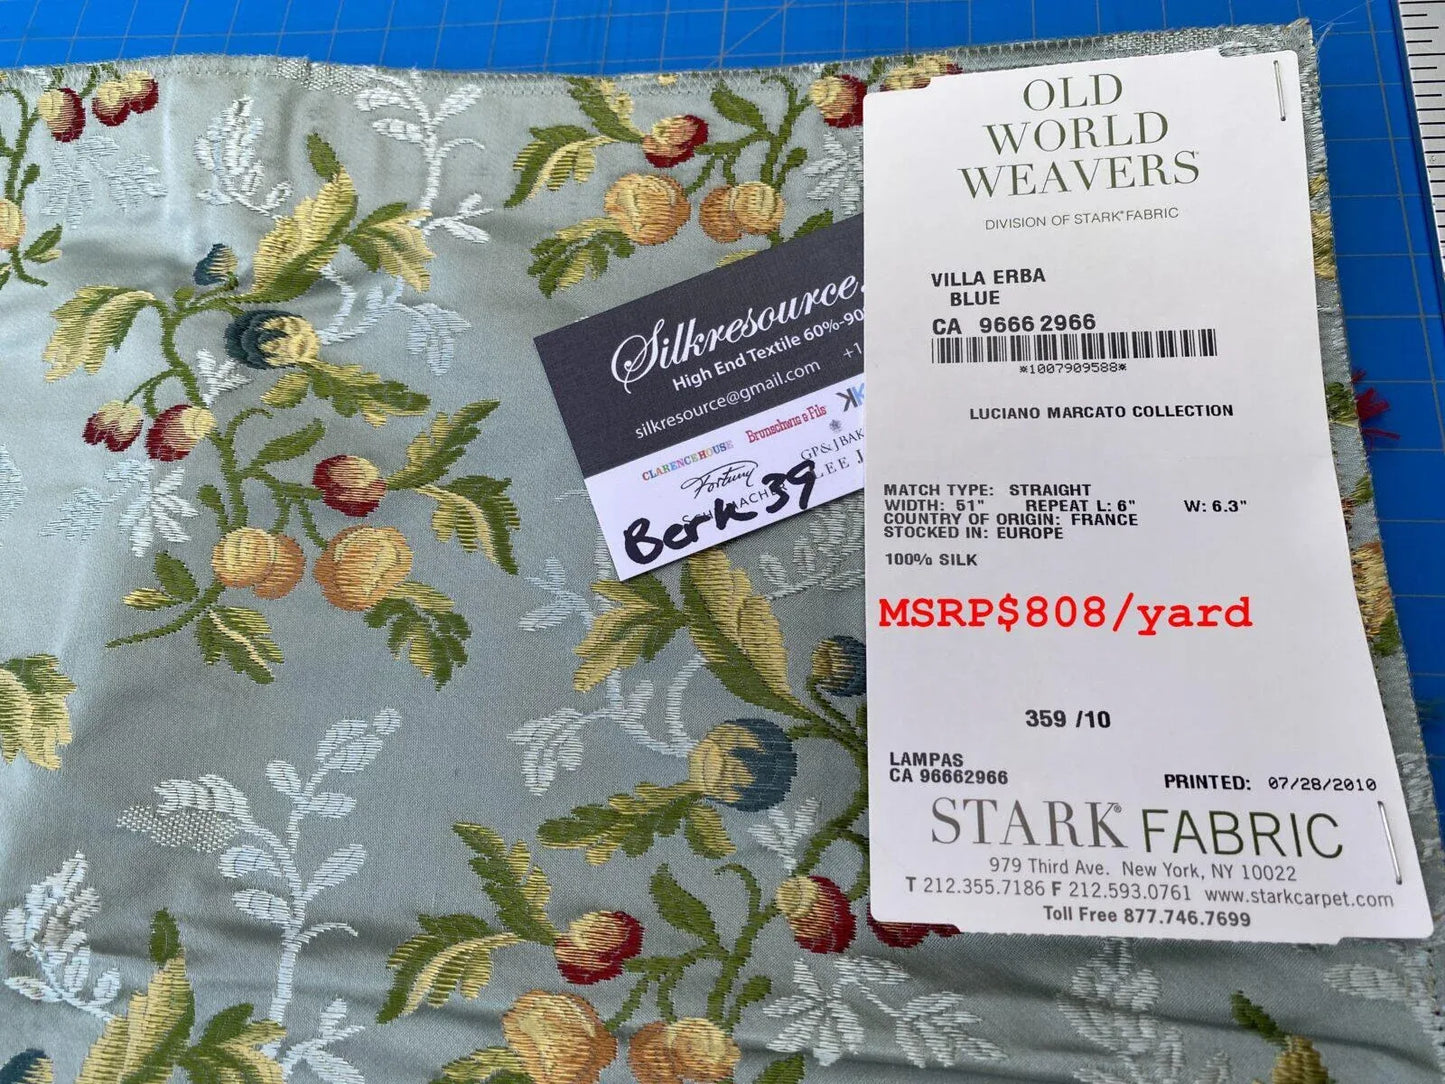 OLD
WORLD
WEAVERS
DIVISION OF STARK® FABRIC
VILLA ERBA
BLUE
CA 9666 2966
*1007909588*
LUCIANO MARCATO COLLECTION
MATCH TYPE: STRAIGHT
WIDTH: 51" REPEAT L: 6" W: 6.3"
COUNTRY OF ORIGIN: FRANCE
STOCKED IN: EUROPE
100% SILK
MSRP$808/yard
359 /10
LAMPAS
CA 96662966
PRINTED: 07/28/2010
STARK® FABRIC
979 Third Ave. New York, NY 10022
T 212.355.7186 F 212.593.0761 www.starkcarpet.com
Toll Free 877.746.7699
Silkresource.
High End Textile 60%-90
silkresource@gmail.com +1
CLARENCE HOUSE Brunschwig & Fils
Fortuny GP & J BAK
LEE J
Berk 39